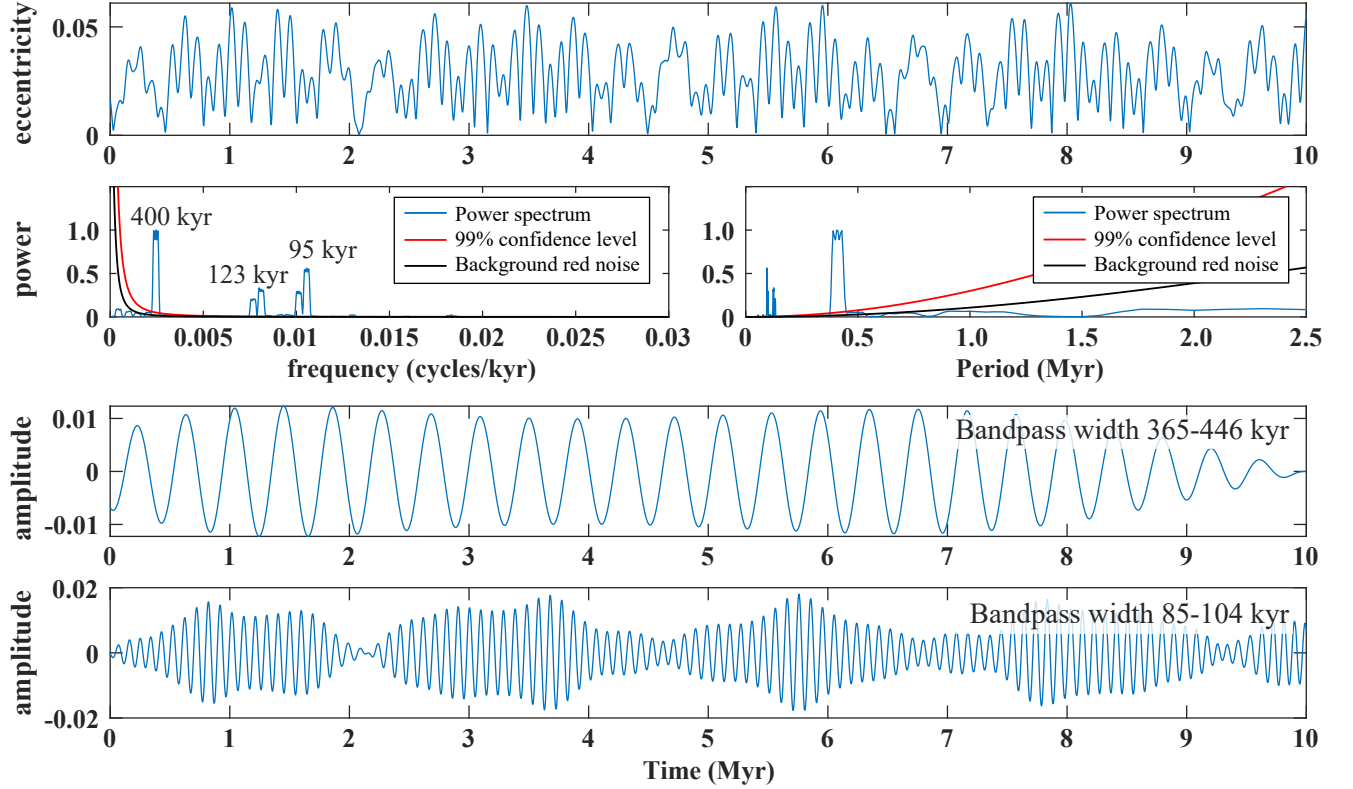 eccentricity
0.05
0
0 1 2 3 4 5 6 7 8 9 10
power
1.0
0.5
0
400 kyr
123 kyr
95 kyr
Power spectrum
99% confidence level
Background red noise
0 0.005 0.01 0.015 0.02 0.025 0.03
frequency (cycles/kyr)
1.0
0.5
0
Power spectrum
99% confidence level
Background red noise
0 0.5 1.0 1.5 2.0 2.5
Period (Myr)
amplitude
0.01
0
-0.01
Bandpass width 365-446 kyr
0 1 2 3 4 5 6 7 8 9 10
amplitude
0.02
0
-0.02
Bandpass width 85-104 kyr
0 1 2 3 4 5 6 7 8 9 10
Time (Myr)